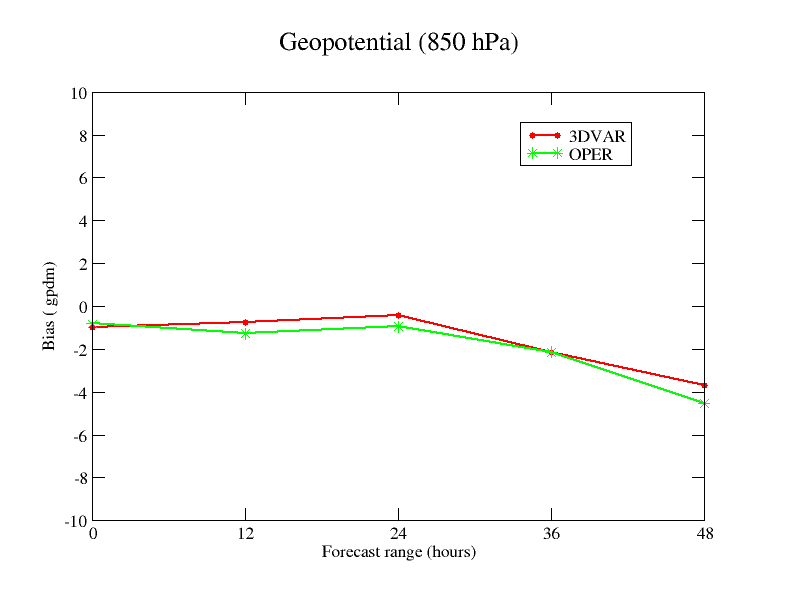 Geopotential (850 hPa)
10
8
6
4
2
0
-2
-4
-6
-8
-10
Bias ( gpdm)
3DVAR
OPER
0 12 24 36 48
Forecast range (hours)